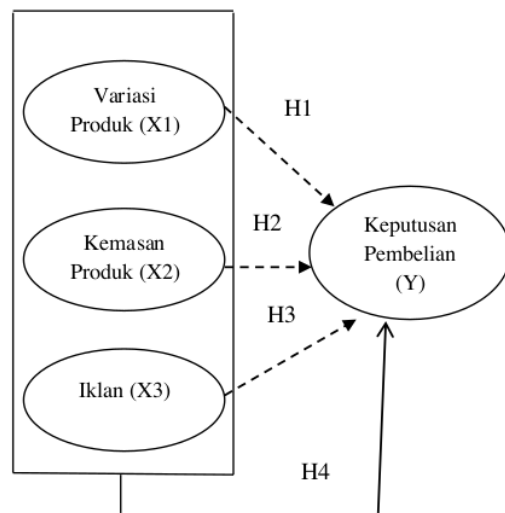 Variasi
Produk (X1)
H1
Kemasan
Produk (X2)
H2
Keputusan
Pembelian
(Y)
H3
Iklan (X3)
H4